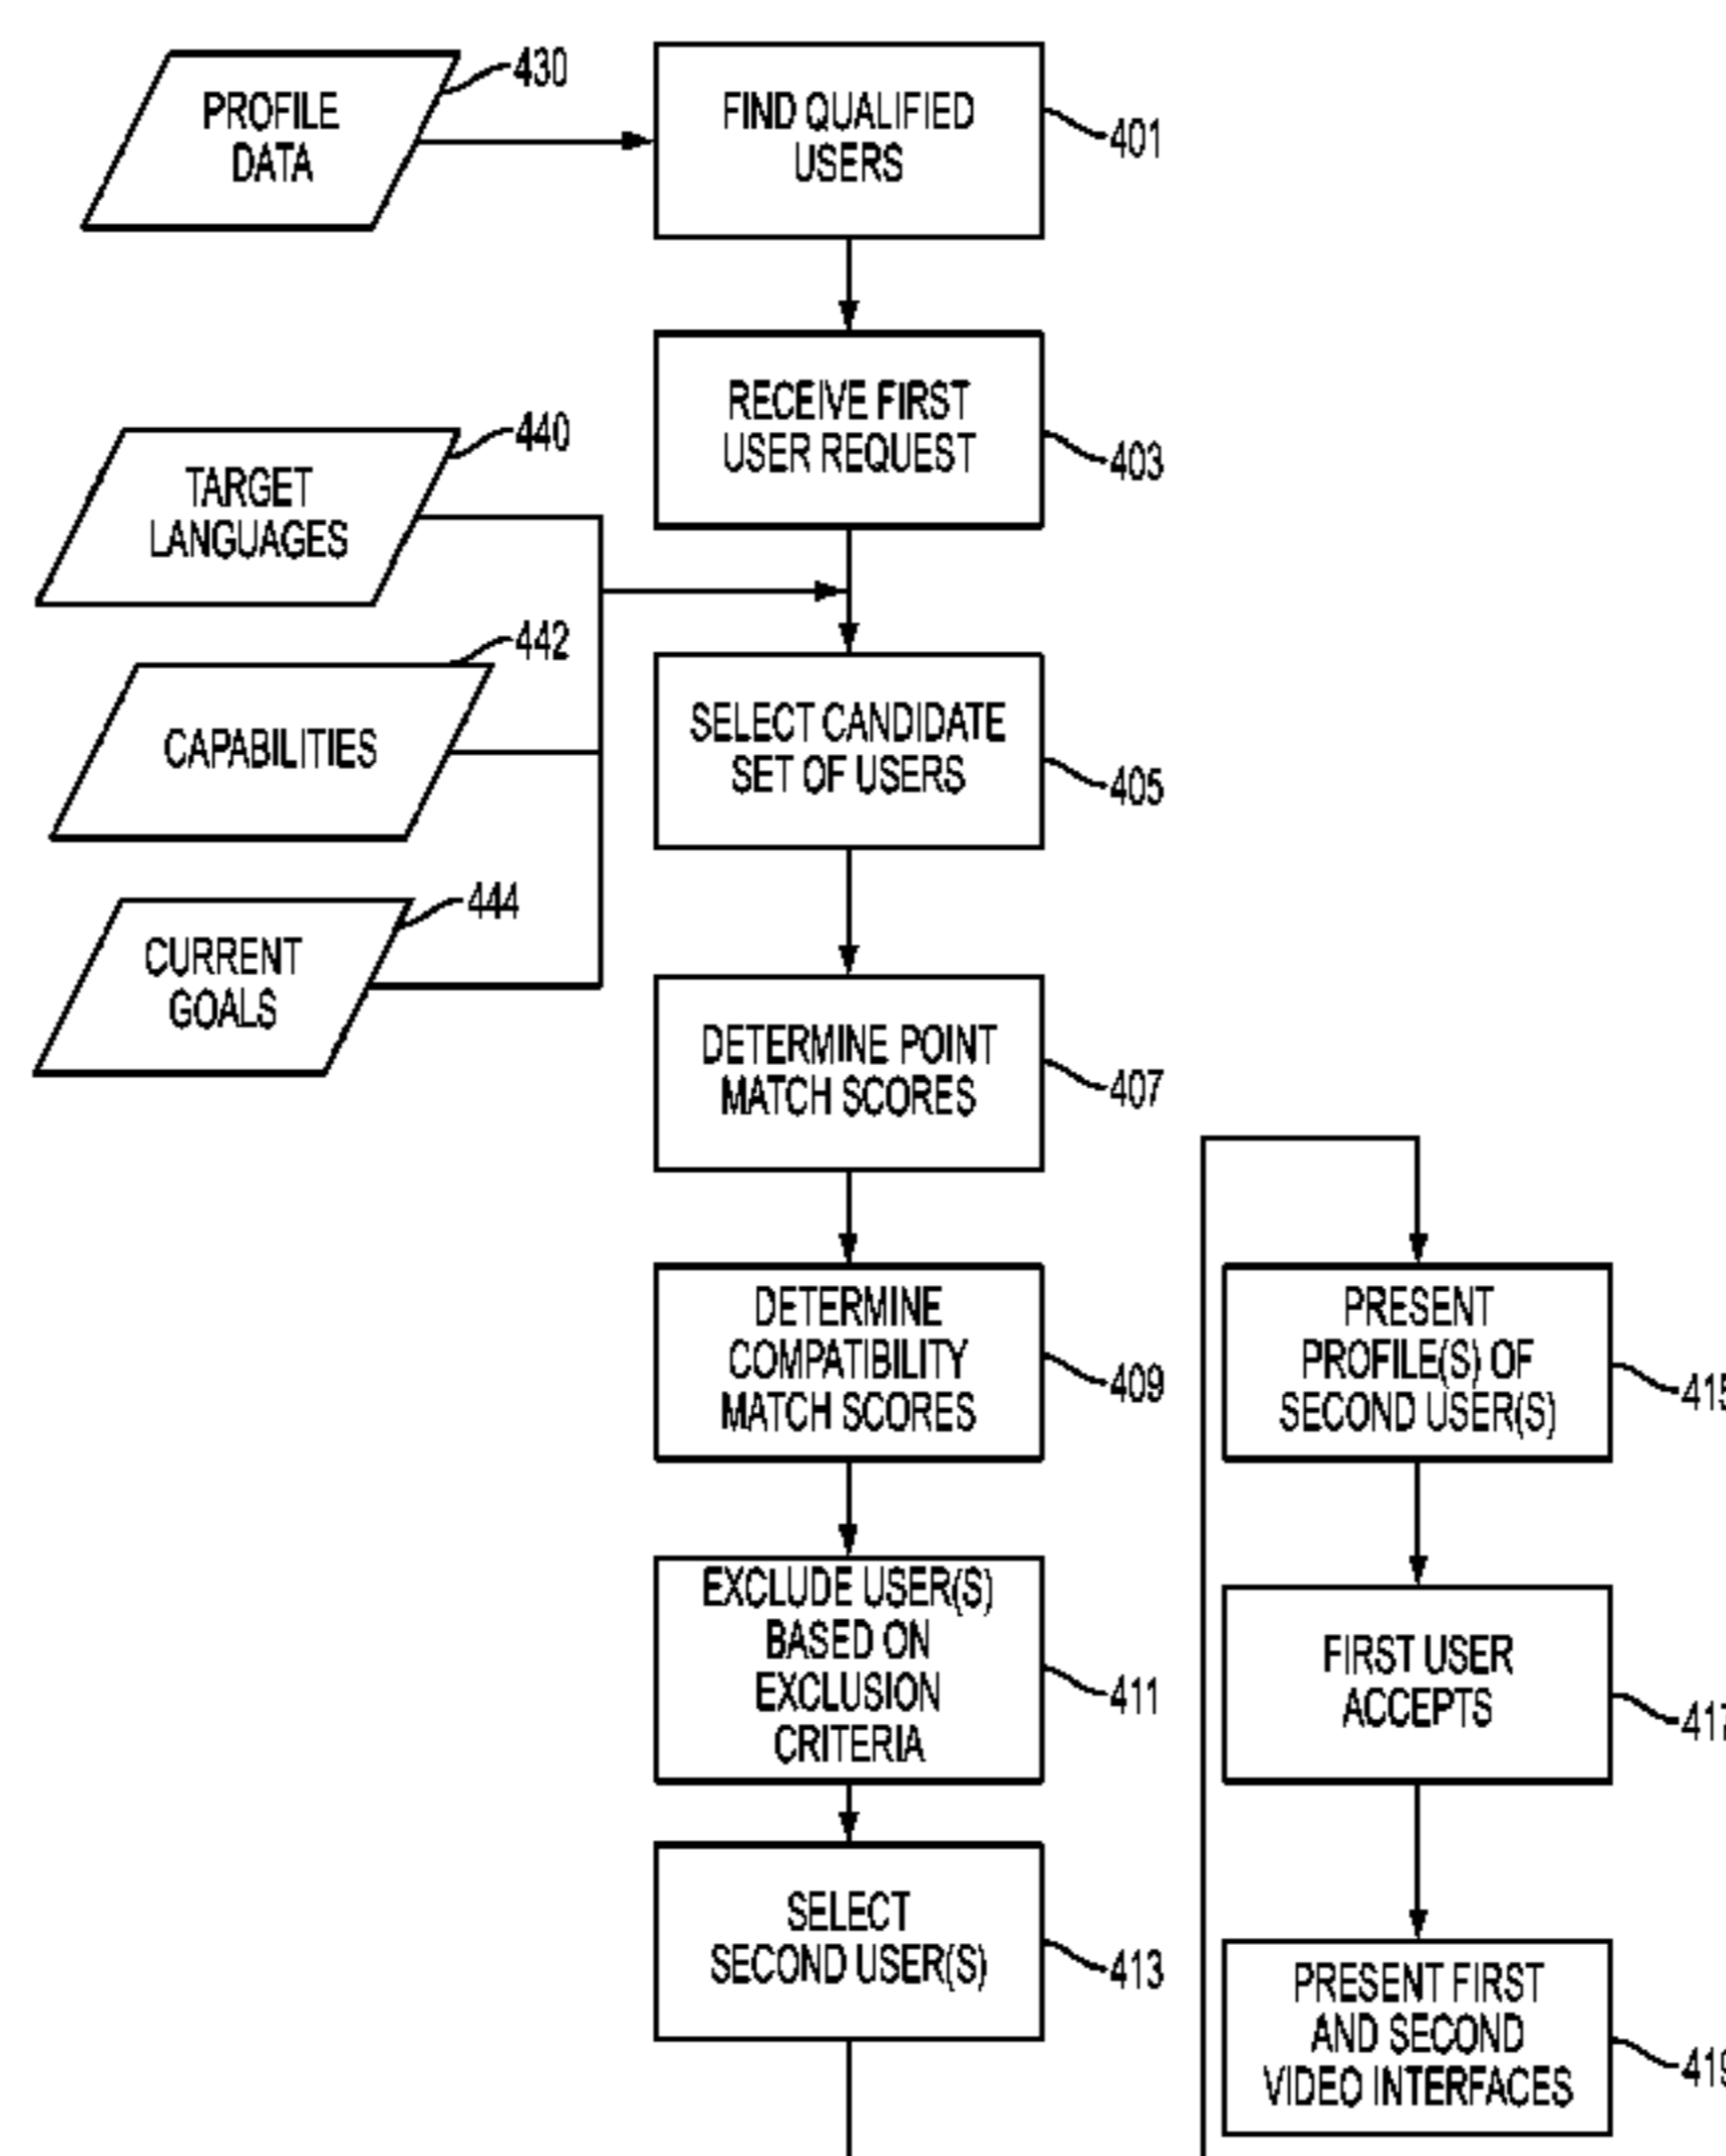 PROFILE
DATA
430
FIND QUALIFIED
USERS
401
RECEIVE FIRST
USER REQUEST
403
TARGET
LANGUAGES
440
CAPABILITIES
442
CURRENT
GOALS
444
SELECT CANDIDATE
SET OF USERS
405
DETERMINE POINT
MATCH SCORES
407
DETERMINE
COMPATIBILITY
MATCH SCORES
409
EXCLUDE USER(S)
BASED ON
EXCLUSION
CRITERIA
411
SELECT
SECOND USER(S)
413
PRESENT
PROFILE(S) OF
SECOND USER(S)
415
FIRST USER
ACCEPTS
417
PRESENT FIRST
AND SECOND
VIDEO INTERFACES
419